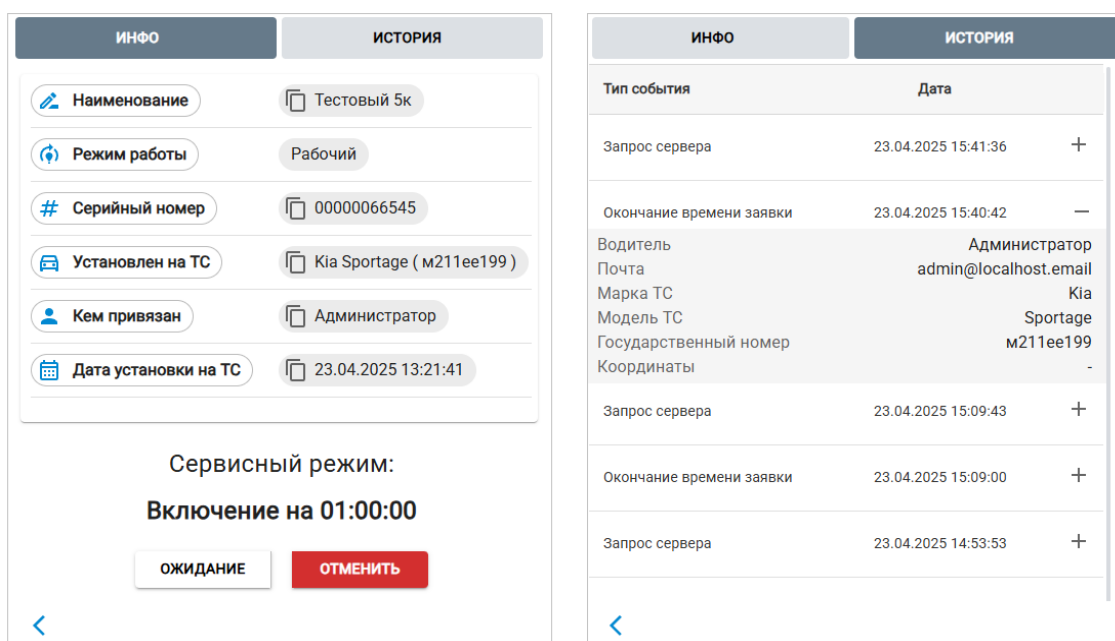 ИНФО ИСТОРИЯ
Наименование Тестовый 5к
Режим работы Рабочий
Серийный номер 00000066545
Установлен на ТС Kia Sportage ( м211ее199 )
Кем привязан Администратор
Дата установки на ТС 23.04.2025 13:21:41
Сервисный режим:
Включение на 01:00:00
ОЖИДАНИЕ ОТМЕНИТЬ
ИНФО ИСТОРИЯ
Тип события Дата
Запрос сервера 23.04.2025 15:41:36
Окончание времени заявки 23.04.2025 15:40:42
Водитель Администратор
Почта admin@localhost.email
Марка ТС Kia
Модель ТС Sportage
Государственный номер м211ее199
Координаты -
Запрос сервера 23.04.2025 15:09:43
Окончание времени заявки 23.04.2025 15:09:00
Запрос сервера 23.04.2025 14:53:53